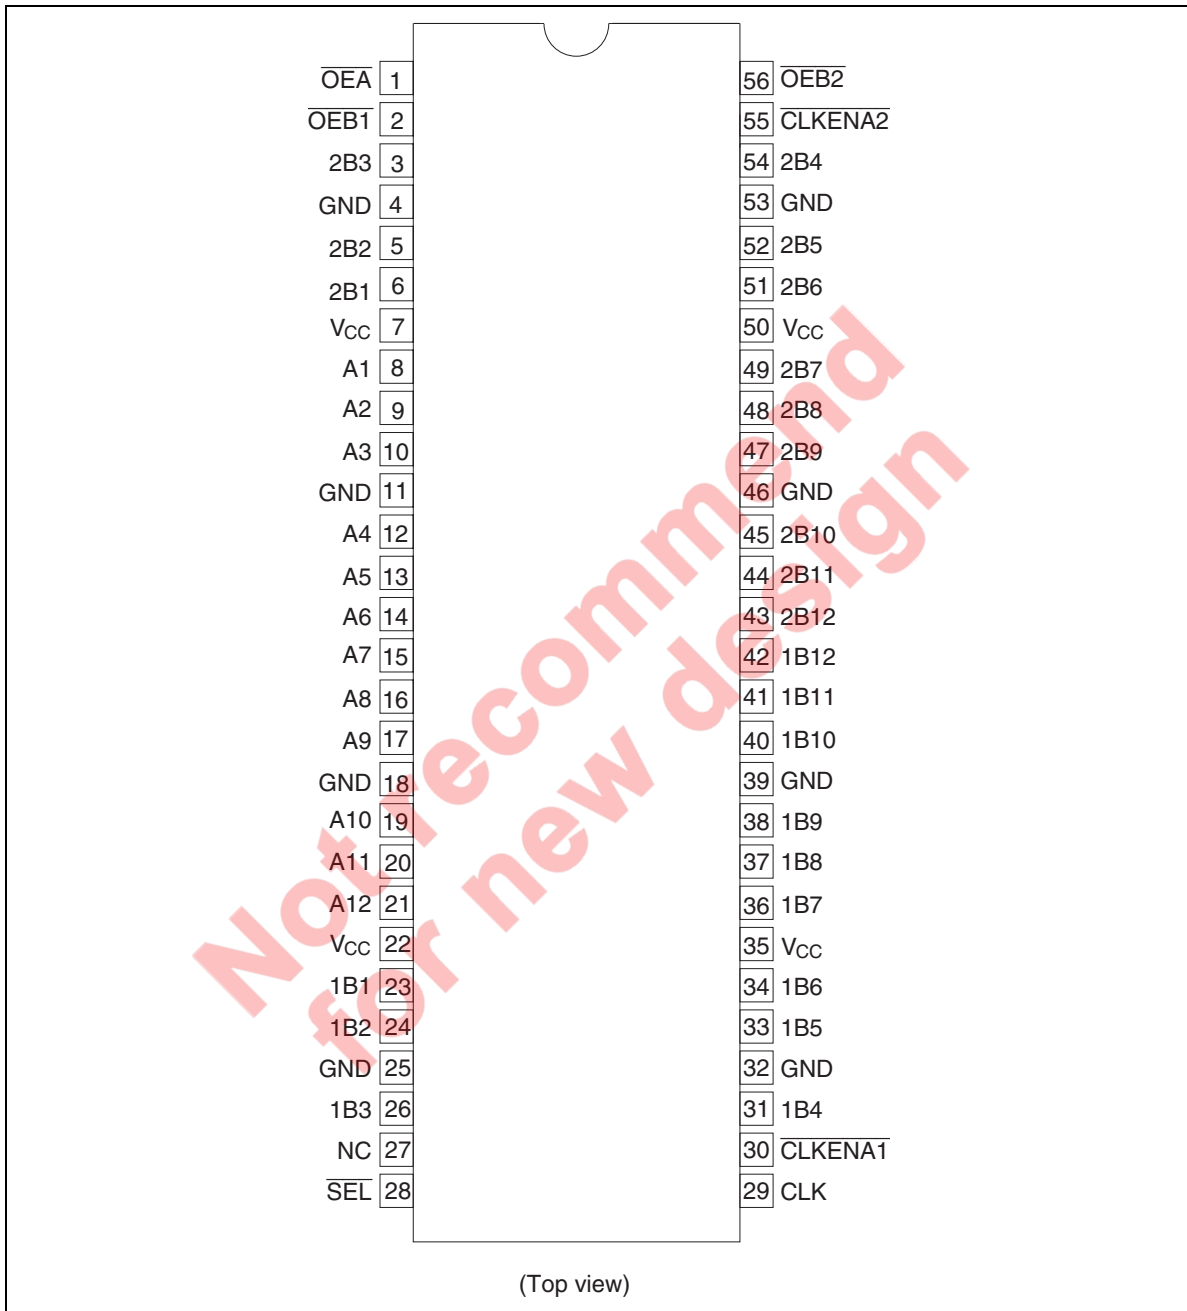 OEA 1 56 OEB2
OEB1 2 55 CLKENA2
2B3 3 54 2B4
GND 4 53 GND
2B2 5 52 2B5
2B1 6 51 2B6
VCC 7 50 VCC
A1 8 49 2B7
A2 9 48 2B8
A3 10 47 2B9
GND 11 46 GND
A4 12 45 2B10
A5 13 44 2B11
A6 14 43 2B12
A7 15 42 1B12
A8 16 41 1B11
A9 17 40 1B10
GND 18 39 GND
A10 19 38 1B9
A11 20 37 1B8
A12 21 36 1B7
VCC 22 35 VCC
1B1 23 34 1B6
1B2 24 33 1B5
GND 25 32 GND
1B3 26 31 1B4
NC 27 30 CLKENA1
SEL 28 29 CLK
(Top view)
Not recommend
for new design